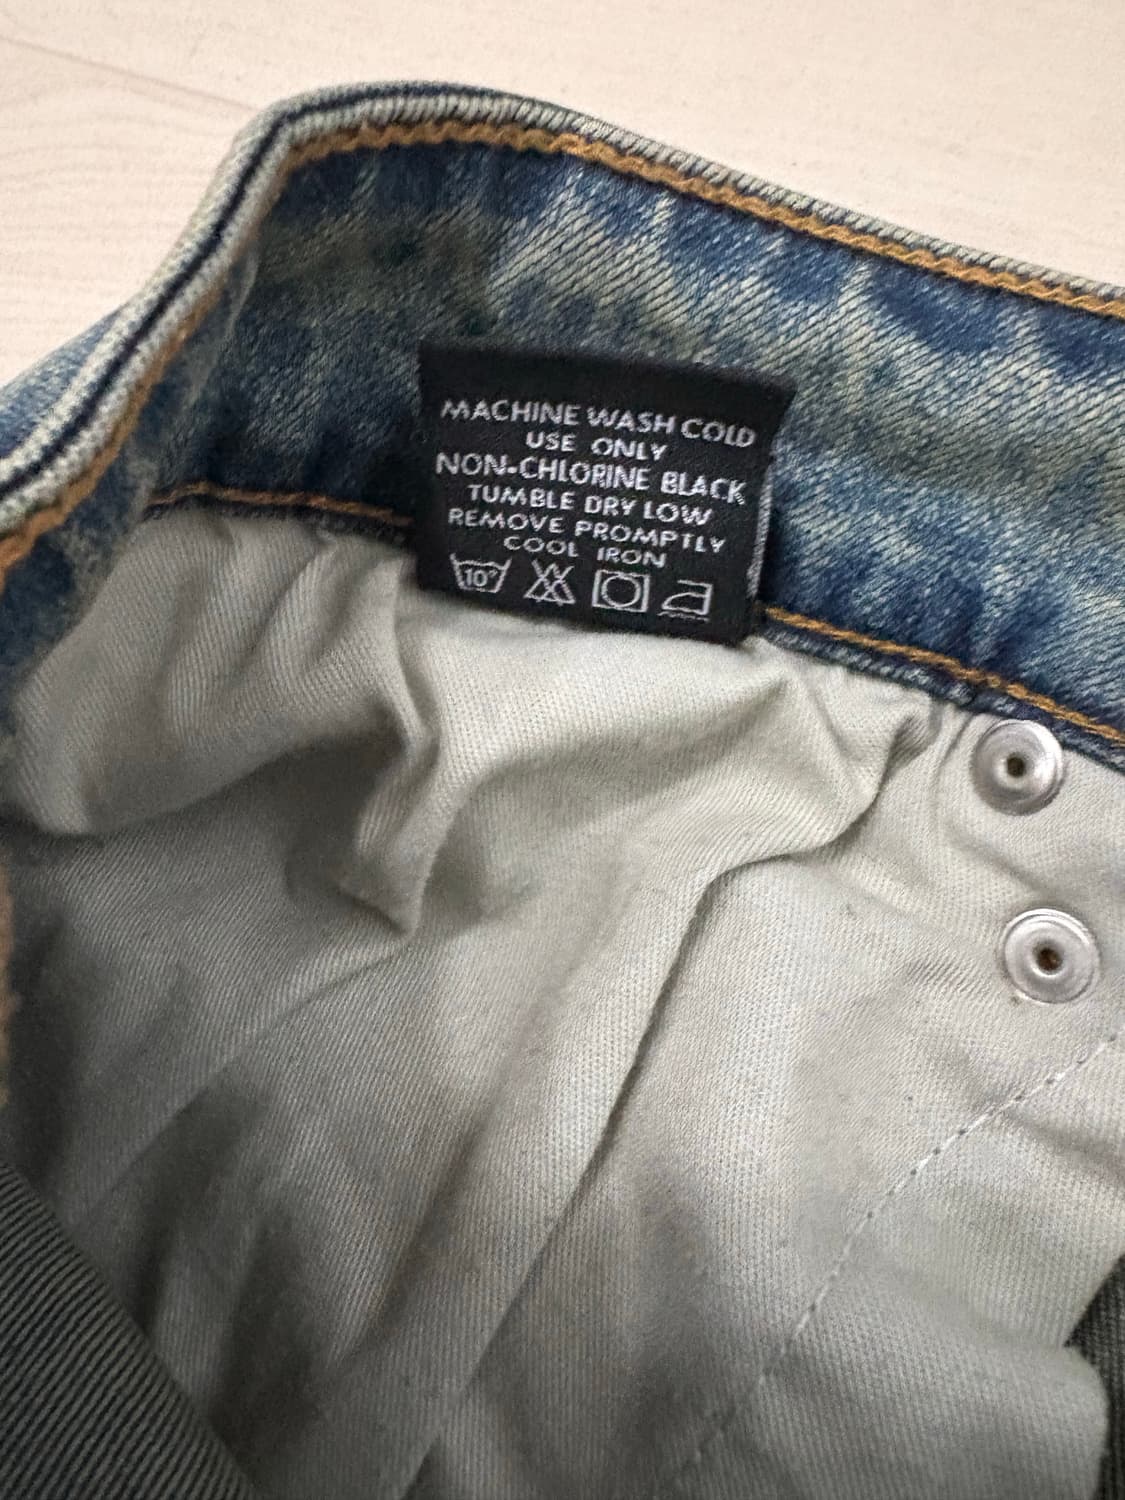 MACHINE WASH COLD
USE ONLY
NON-CHLORINE BLACK
TUMBLE DRY LOW
REMOVE PROMPTLY
COOL IRON
10°